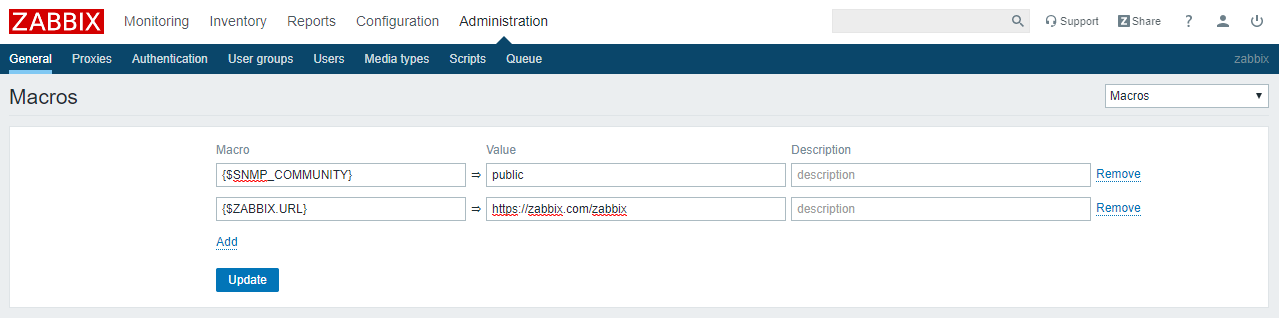 ZABBIX Monitoring Inventory Reports Configuration Administration Support Z Share ?
General Proxies Authentication User groups Users Media types Scripts Queue zabbix
Macros Macros
Macro Value Description
{$SNMP_COMMUNITY} ⇒ public description Remove
{$ZABBIX.URL} ⇒ https://zabbix.com/zabbix description Remove
Add
Update